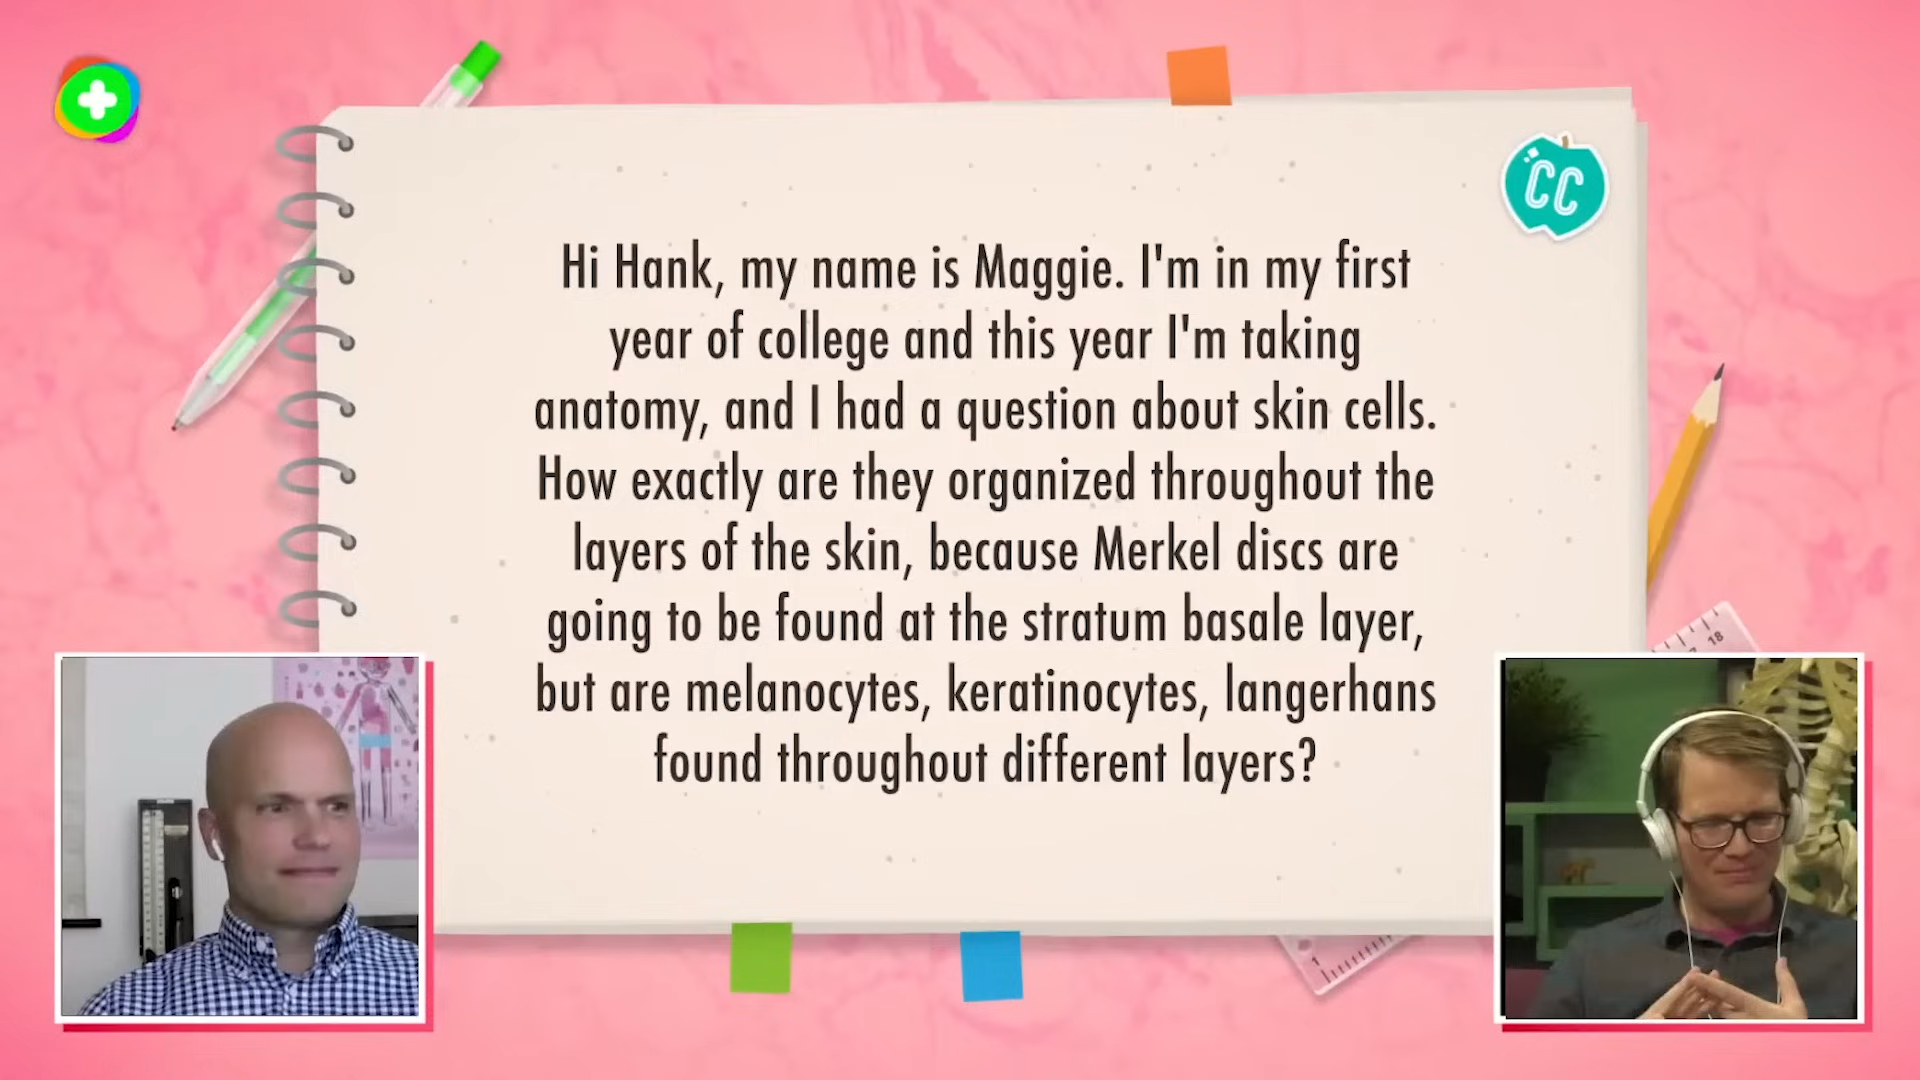 CC
Hi Hank, my name is Maggie. I'm in my first
year of college and this year I'm taking
anatomy, and I had a question about skin cells.
How exactly are they organized throughout the
layers of the skin, because Merkel discs are
going to be found at the stratum basale layer,
but are melanocytes, keratinocytes, langerhans
found throughout different layers?
18
1